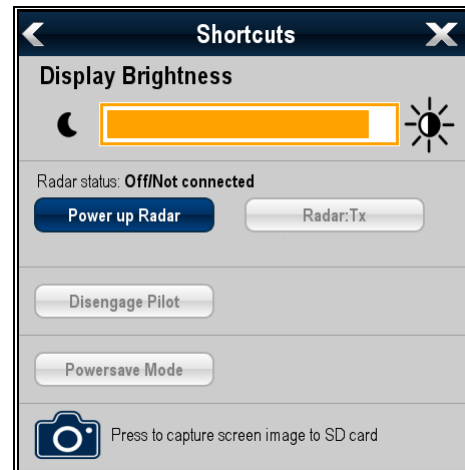 Shortcuts
Display Brightness
Radar status: Off/Not connected
Power up Radar
Radar:Tx
Disengage Pilot
Powersave Mode
Press to capture screen image to SD card